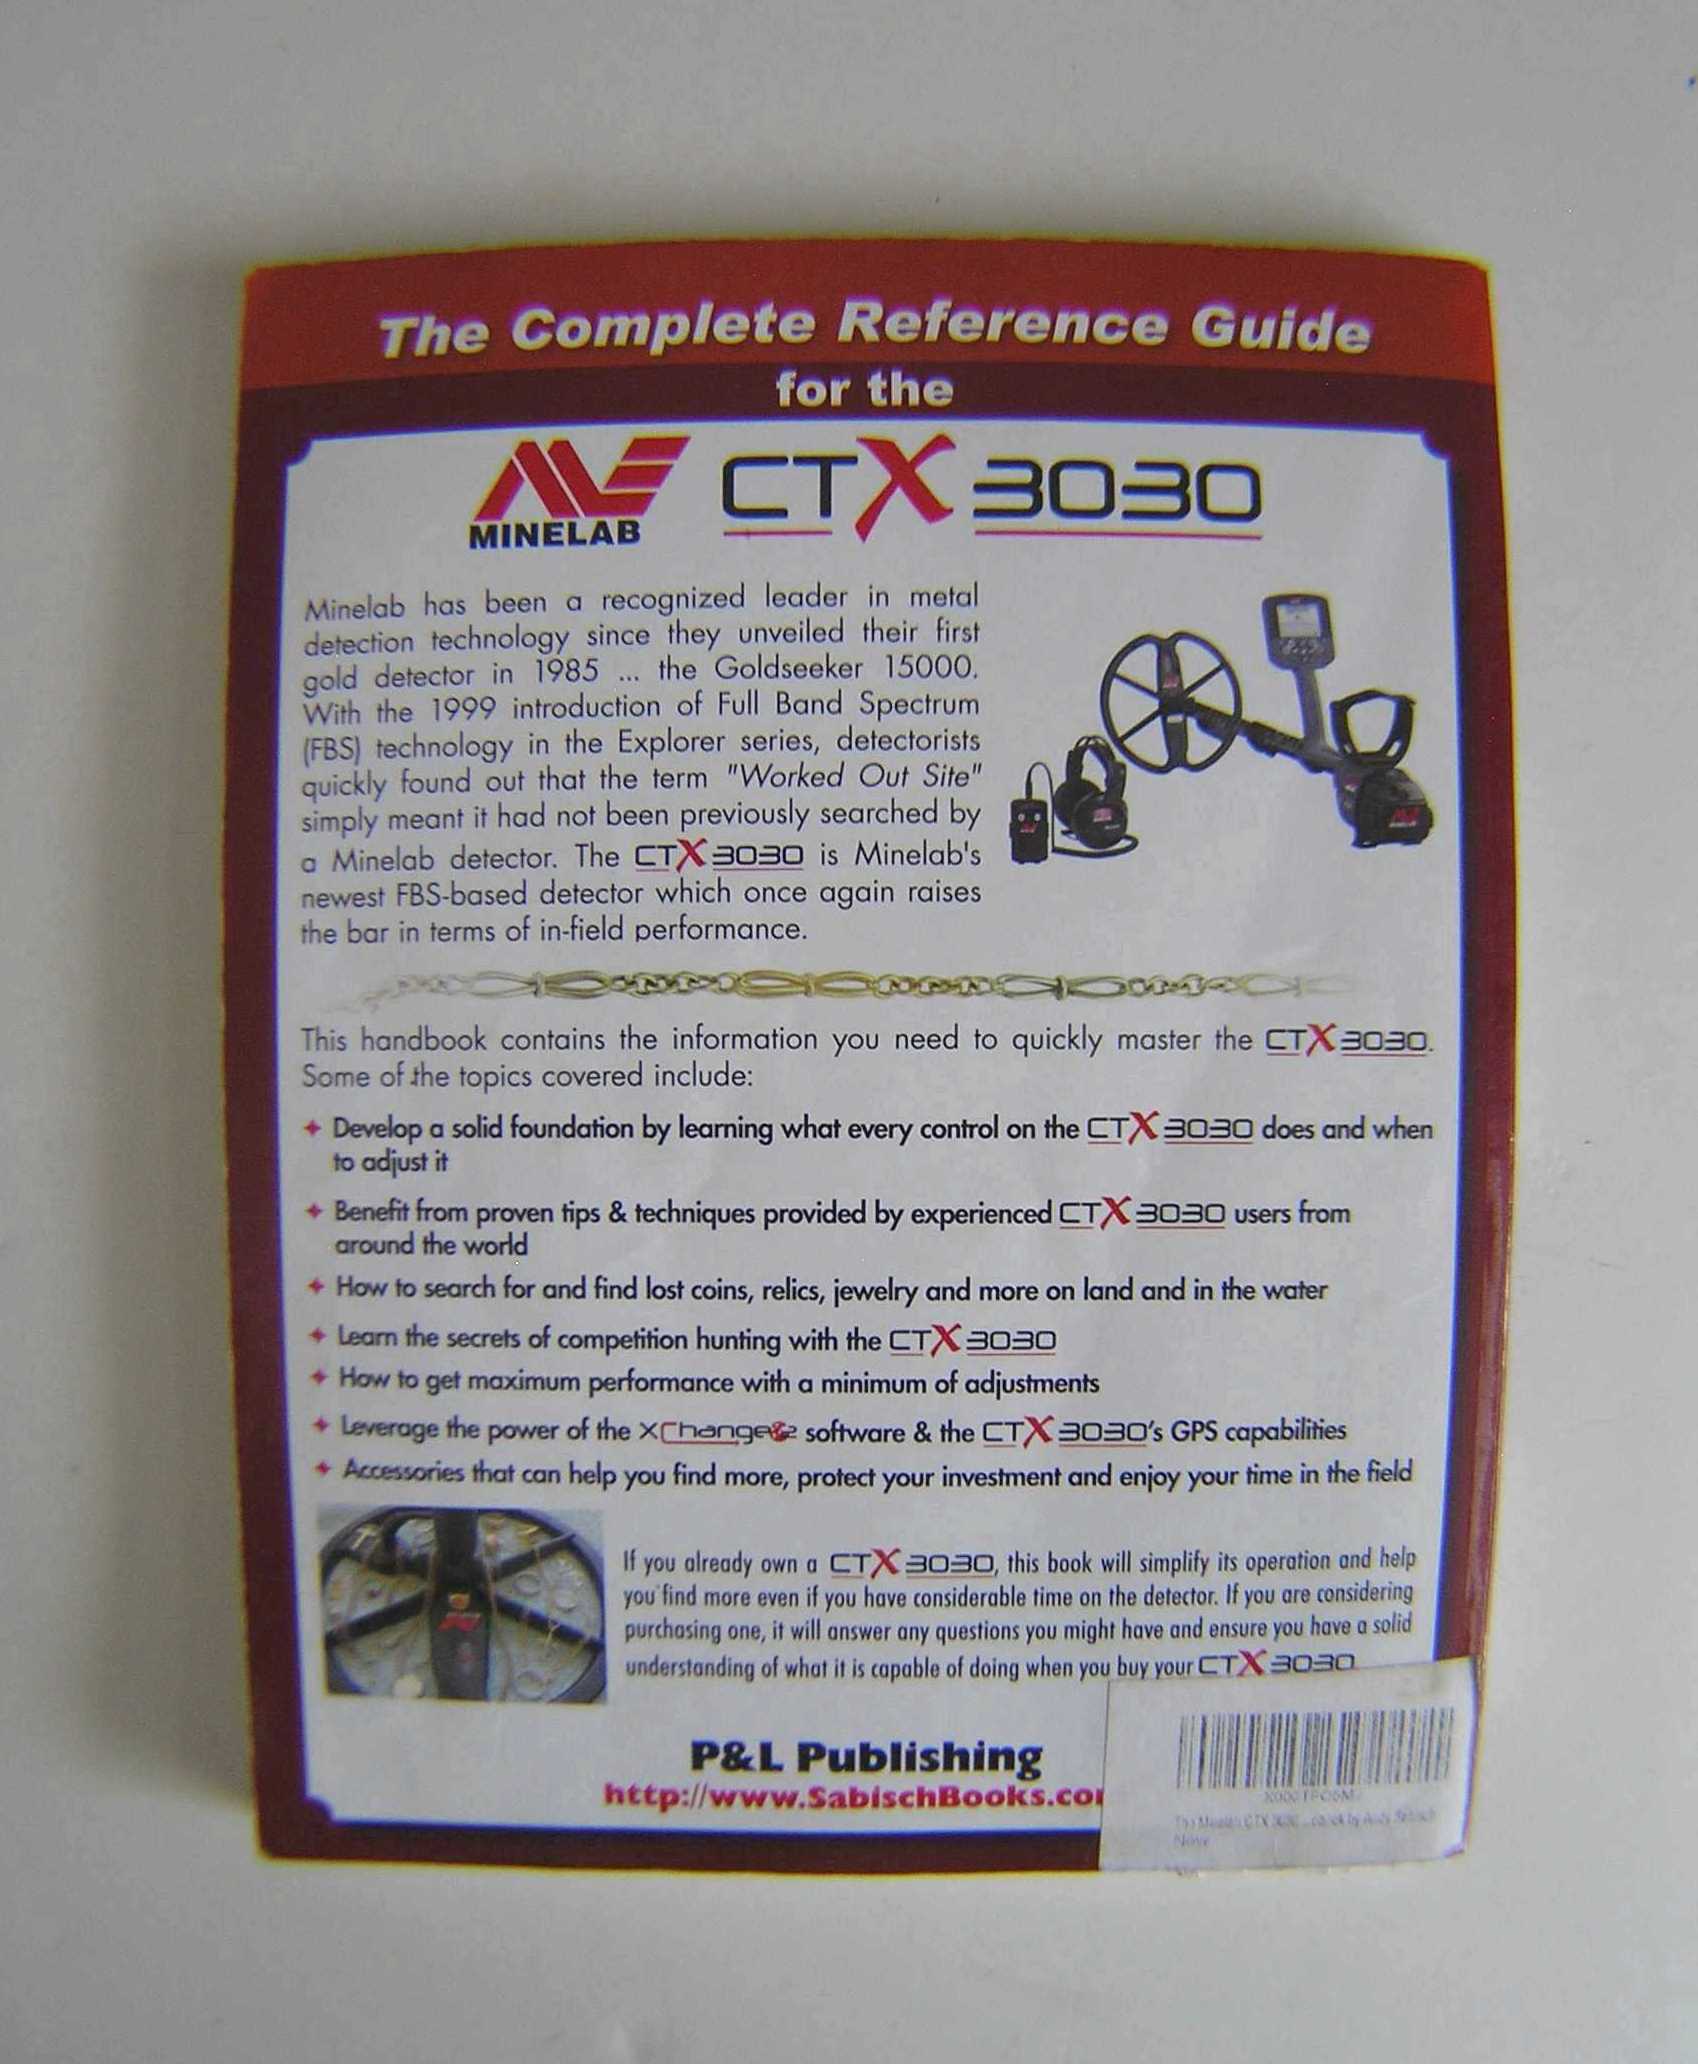 The Complete Reference Guide
for the
MINELAB CTX 3030
Minelab has been a recognized leader in metal
detection technology since they unveiled their first
gold detector in 1985 ... the Goldseeker 15000.
With the 1999 introduction of Full Band Spectrum
(FBS) technology in the Explorer series, detectorists
quickly found out that the term "Worked Out Site"
simply meant it had not been previously searched by
a Minelab detector. The CTX 3030 is Minelab's
newest FBS-based detector which once again raises
the bar in terms of in-field performance.
This handbook contains the information you need to quickly master the CTX 3030.
Some of the topics covered include:
Develop a solid foundation by learning what every control on the CTX 3030 does and when
to adjust it
Benefit from proven tips & techniques provided by experienced CTX 3030 users from
around the world
How to search for and find lost coins, relics, jewelry and more on land and in the water
Learn the secrets of competition hunting with the CTX 3030
How to get maximum performance with a minimum of adjustments
Leverage the power of the xChange2 software & the CTX 3030's GPS capabilities
Accessories that can help you find more, protect your investment and enjoy your time in the field
If you already own a CTX 3030, this book will simplify its operation and help
you find more even if you have considerable time on the detector. If you are considering
purchasing one, it will answer any questions you might have and ensure you have a solid
understanding of what it is capable of doing when you buy your CTX 3030
P&L Publishing
http://www.SabischBooks.co
CTX by Andy Sabisch